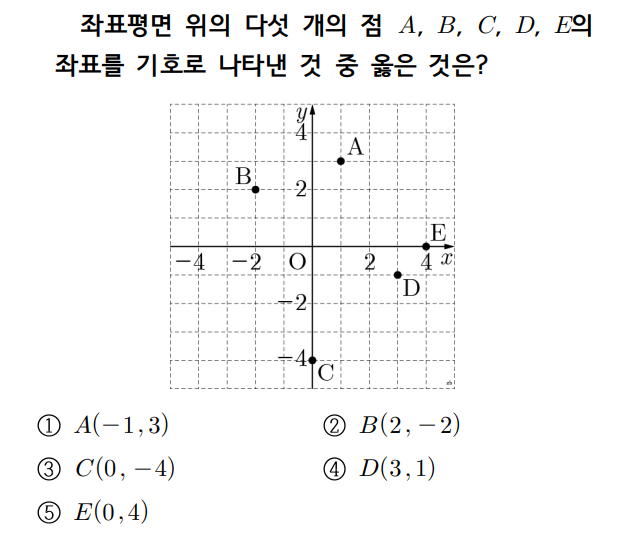 좌표평면 위의 다섯 개의 점 A, B, C, D, E의
좌표를 기호로 나타낸 것 중 옳은 것은?
y
4
A
B
2
E
−4 −2 O 2 4 x
D
−2
−4
C
① A(−1,3) ② B(2, −2)
③ C(0, −4) ④ D(3,1)
⑤ E(0,4)